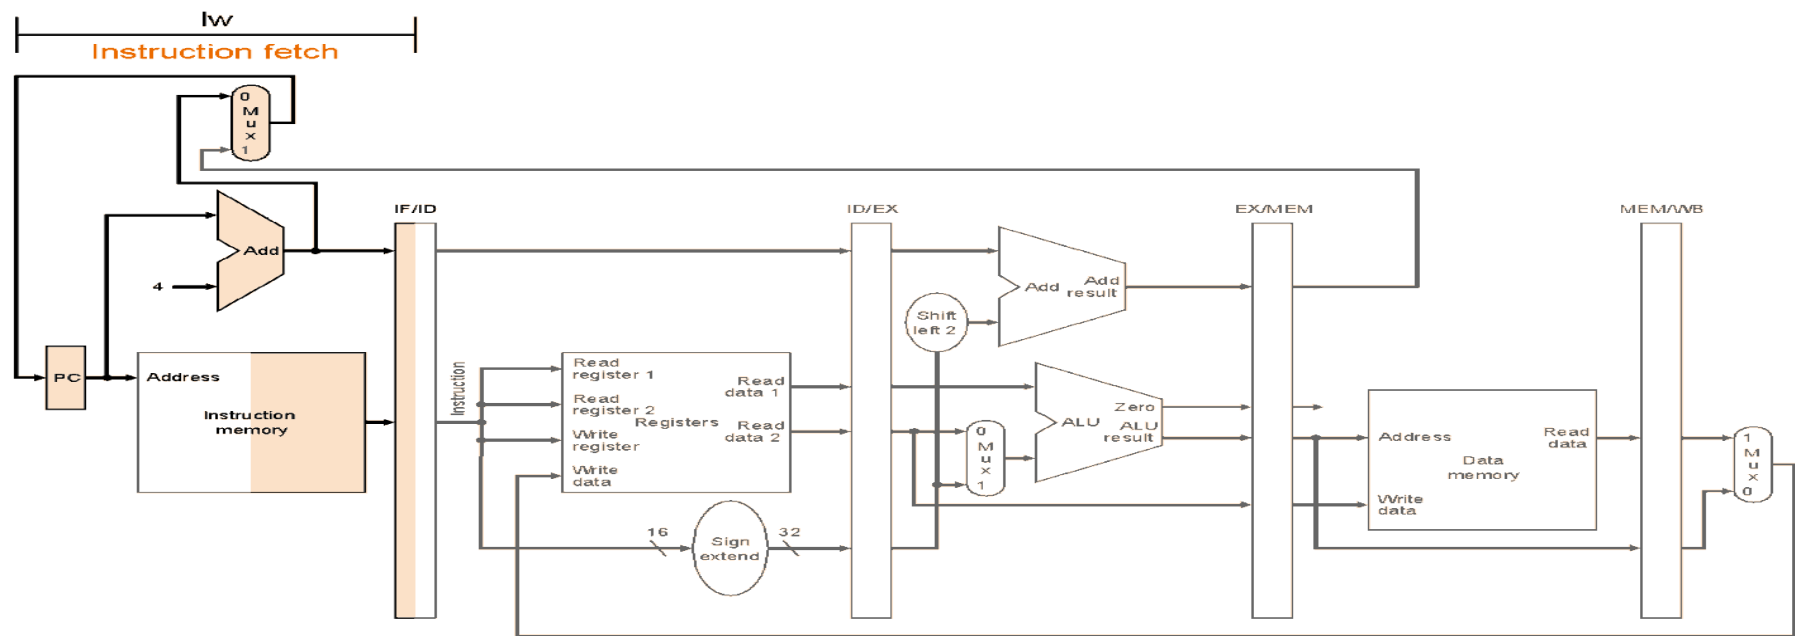 lw
Instruction fetch
0
M
u
x
1
IF/ID
ID/EX
EX/MEM
MEM/WB
Add
4
Add
Add
result
Shift
left 2
PC
Address
Instruction
memory
Instruction
Read
register 1
Read
register 2
Write
register
Write
data
Registers
Read
data 1
Read
data 2
0
M
u
x
1
Zero
ALU
ALU
result
Address
Write
data
Data
memory
Read
data
1
M
u
x
0
16
Sign
extend
32